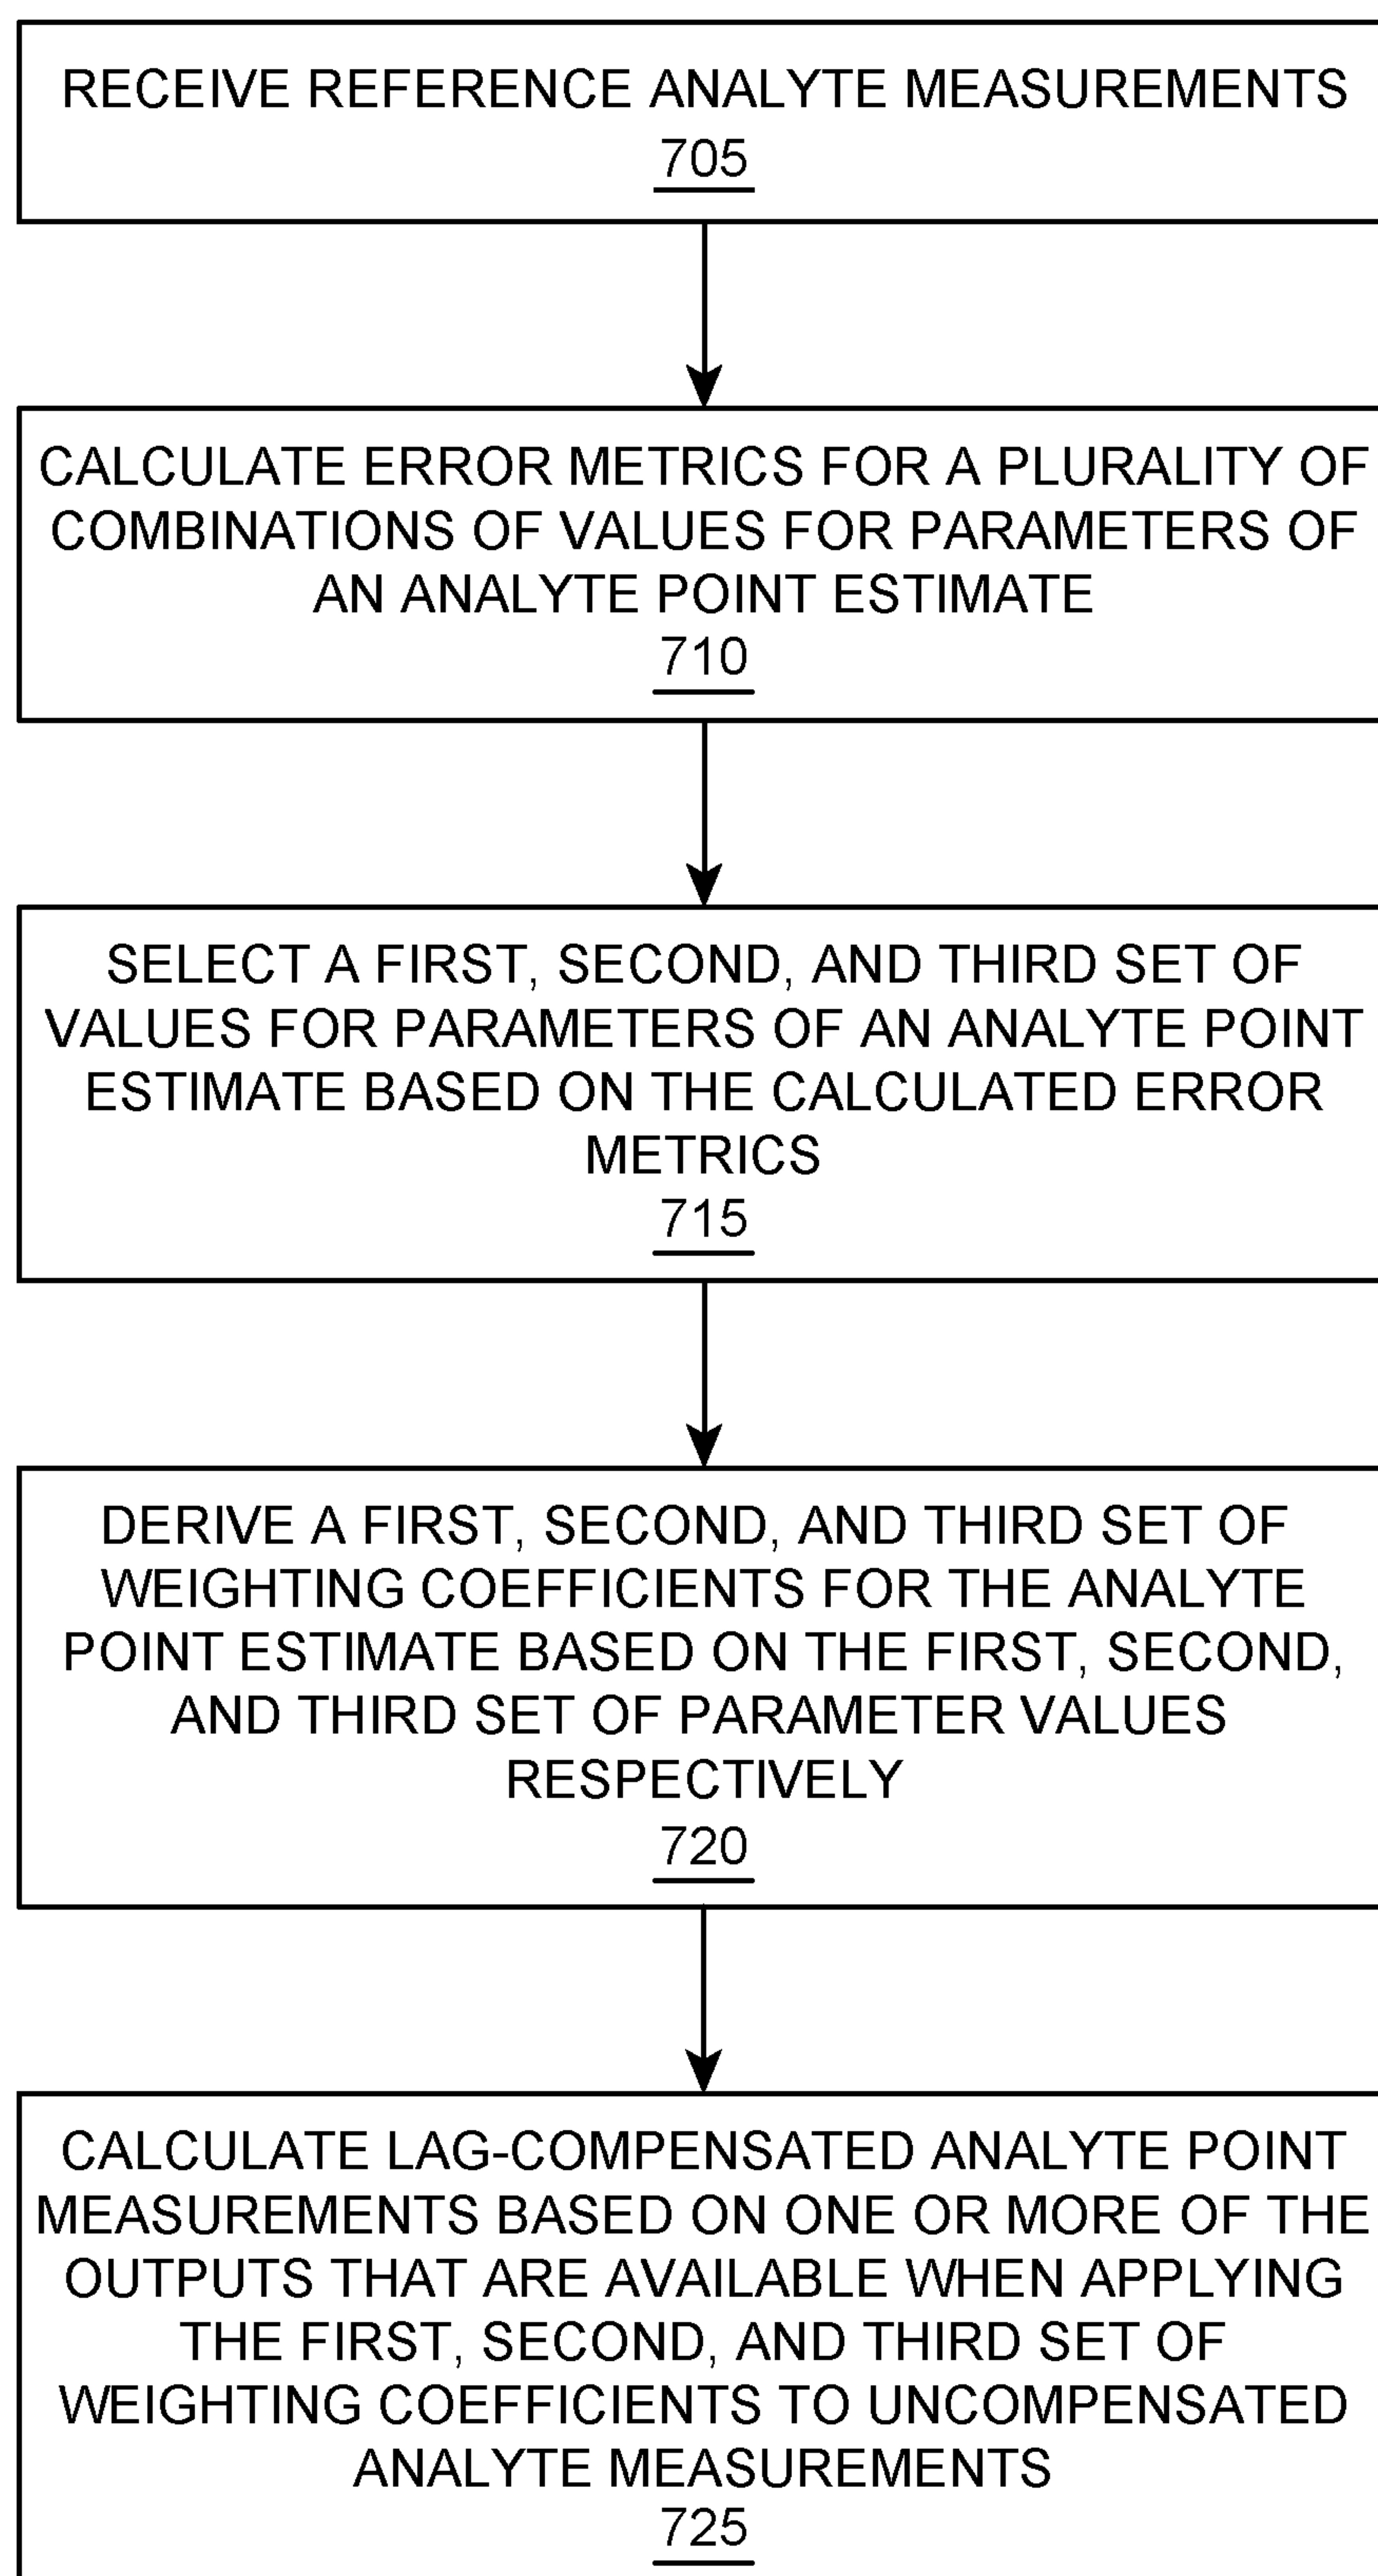 RECEIVE REFERENCE ANALYTE MEASUREMENTS
705
CALCULATE ERROR METRICS FOR A PLURALITY OF
COMBINATIONS OF VALUES FOR PARAMETERS OF
AN ANALYTE POINT ESTIMATE
710
SELECT A FIRST, SECOND, AND THIRD SET OF
VALUES FOR PARAMETERS OF AN ANALYTE POINT
ESTIMATE BASED ON THE CALCULATED ERROR
METRICS
715
DERIVE A FIRST, SECOND, AND THIRD SET OF
WEIGHTING COEFFICIENTS FOR THE ANALYTE
POINT ESTIMATE BASED ON THE FIRST, SECOND,
AND THIRD SET OF PARAMETER VALUES
RESPECTIVELY
720
CALCULATE LAG-COMPENSATED ANALYTE POINT
MEASUREMENTS BASED ON ONE OR MORE OF THE
OUTPUTS THAT ARE AVAILABLE WHEN APPLYING
THE FIRST, SECOND, AND THIRD SET OF
WEIGHTING COEFFICIENTS TO UNCOMPENSATED
ANALYTE MEASUREMENTS
725